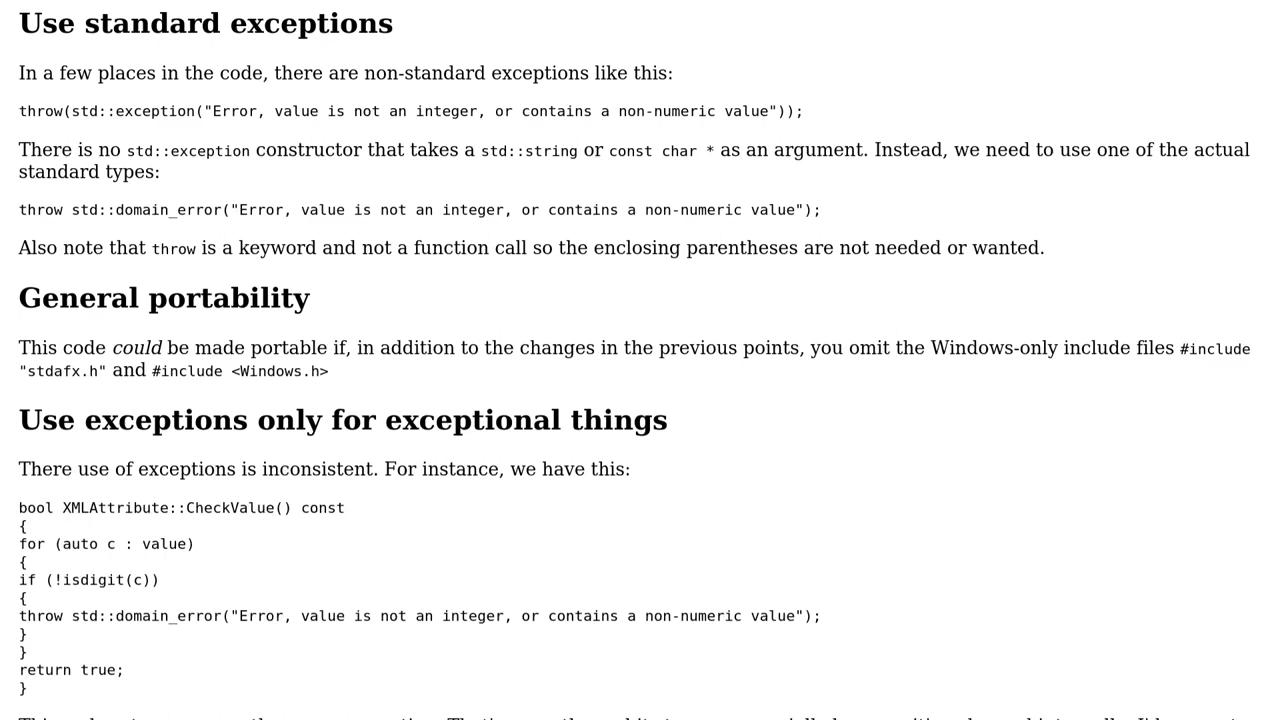 Use standard exceptions
In a few places in the code, there are non-standard exceptions like this:
throw(std::exception("Error, value is not an integer, or contains a non-numeric value"));
There is no std::exception constructor that takes a std::string or const char * as an argument. Instead, we need to use one of the actual
standard types:
throw std::domain_error("Error, value is not an integer, or contains a non-numeric value");
Also note that throw is a keyword and not a function call so the enclosing parentheses are not needed or wanted.
General portability
This code could be made portable if, in addition to the changes in the previous points, you omit the Windows-only include files #include
"stdafx.h" and #include <Windows.h>
Use exceptions only for exceptional things
There use of exceptions is inconsistent. For instance, we have this:
bool XMLAttribute::CheckValue() const
{
for (auto c : value)
{
if (!isdigit(c))
{
throw std::domain_error("Error, value is not an integer, or contains a non-numeric value");
}
}
return true;
}